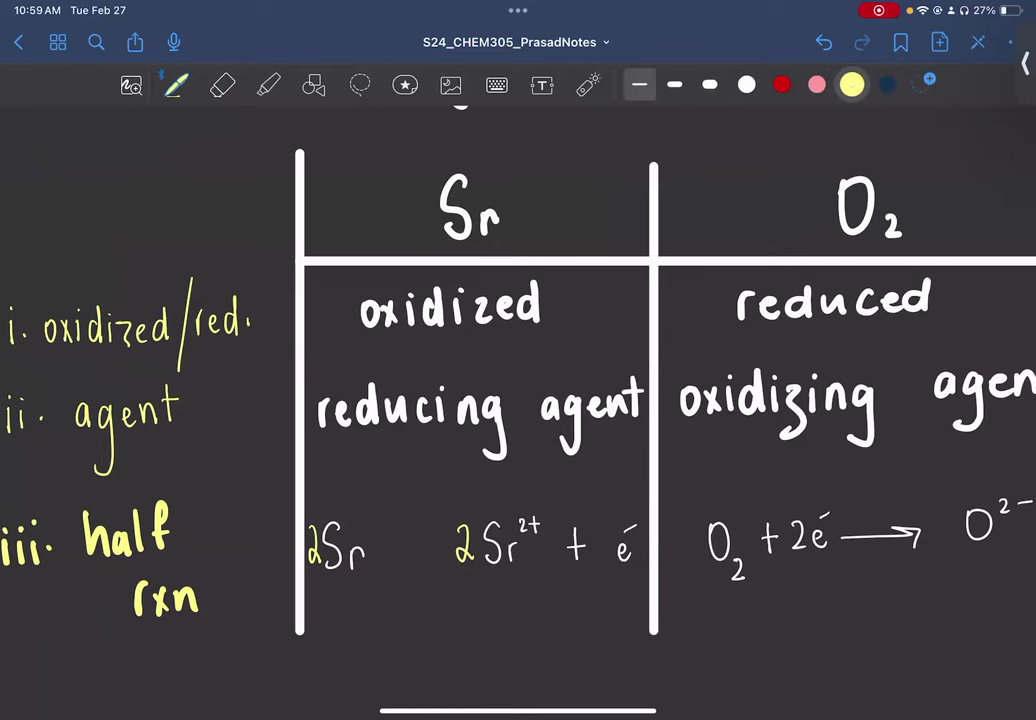 10:59 AM Tue Feb 27
27%
S24_CHEM305_PrasadNotes
Sr O₂
i. oxidized/red. oxidized reduced
ii. agent reducing agent oxidizing agen
iii. half 2Sr 2Sr²⁺ + e⁻ O₂ + 2e⁻ → O²⁻
rxn